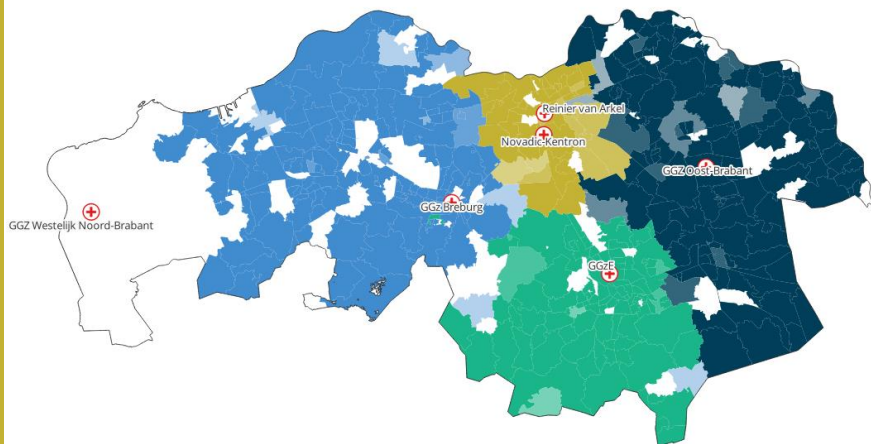 Reinier van Arkel
Novadic-Kentron
GGZ Oost-Brabant
GGz Breburg
GGZ Westelijk Noord-Brabant
GGzE